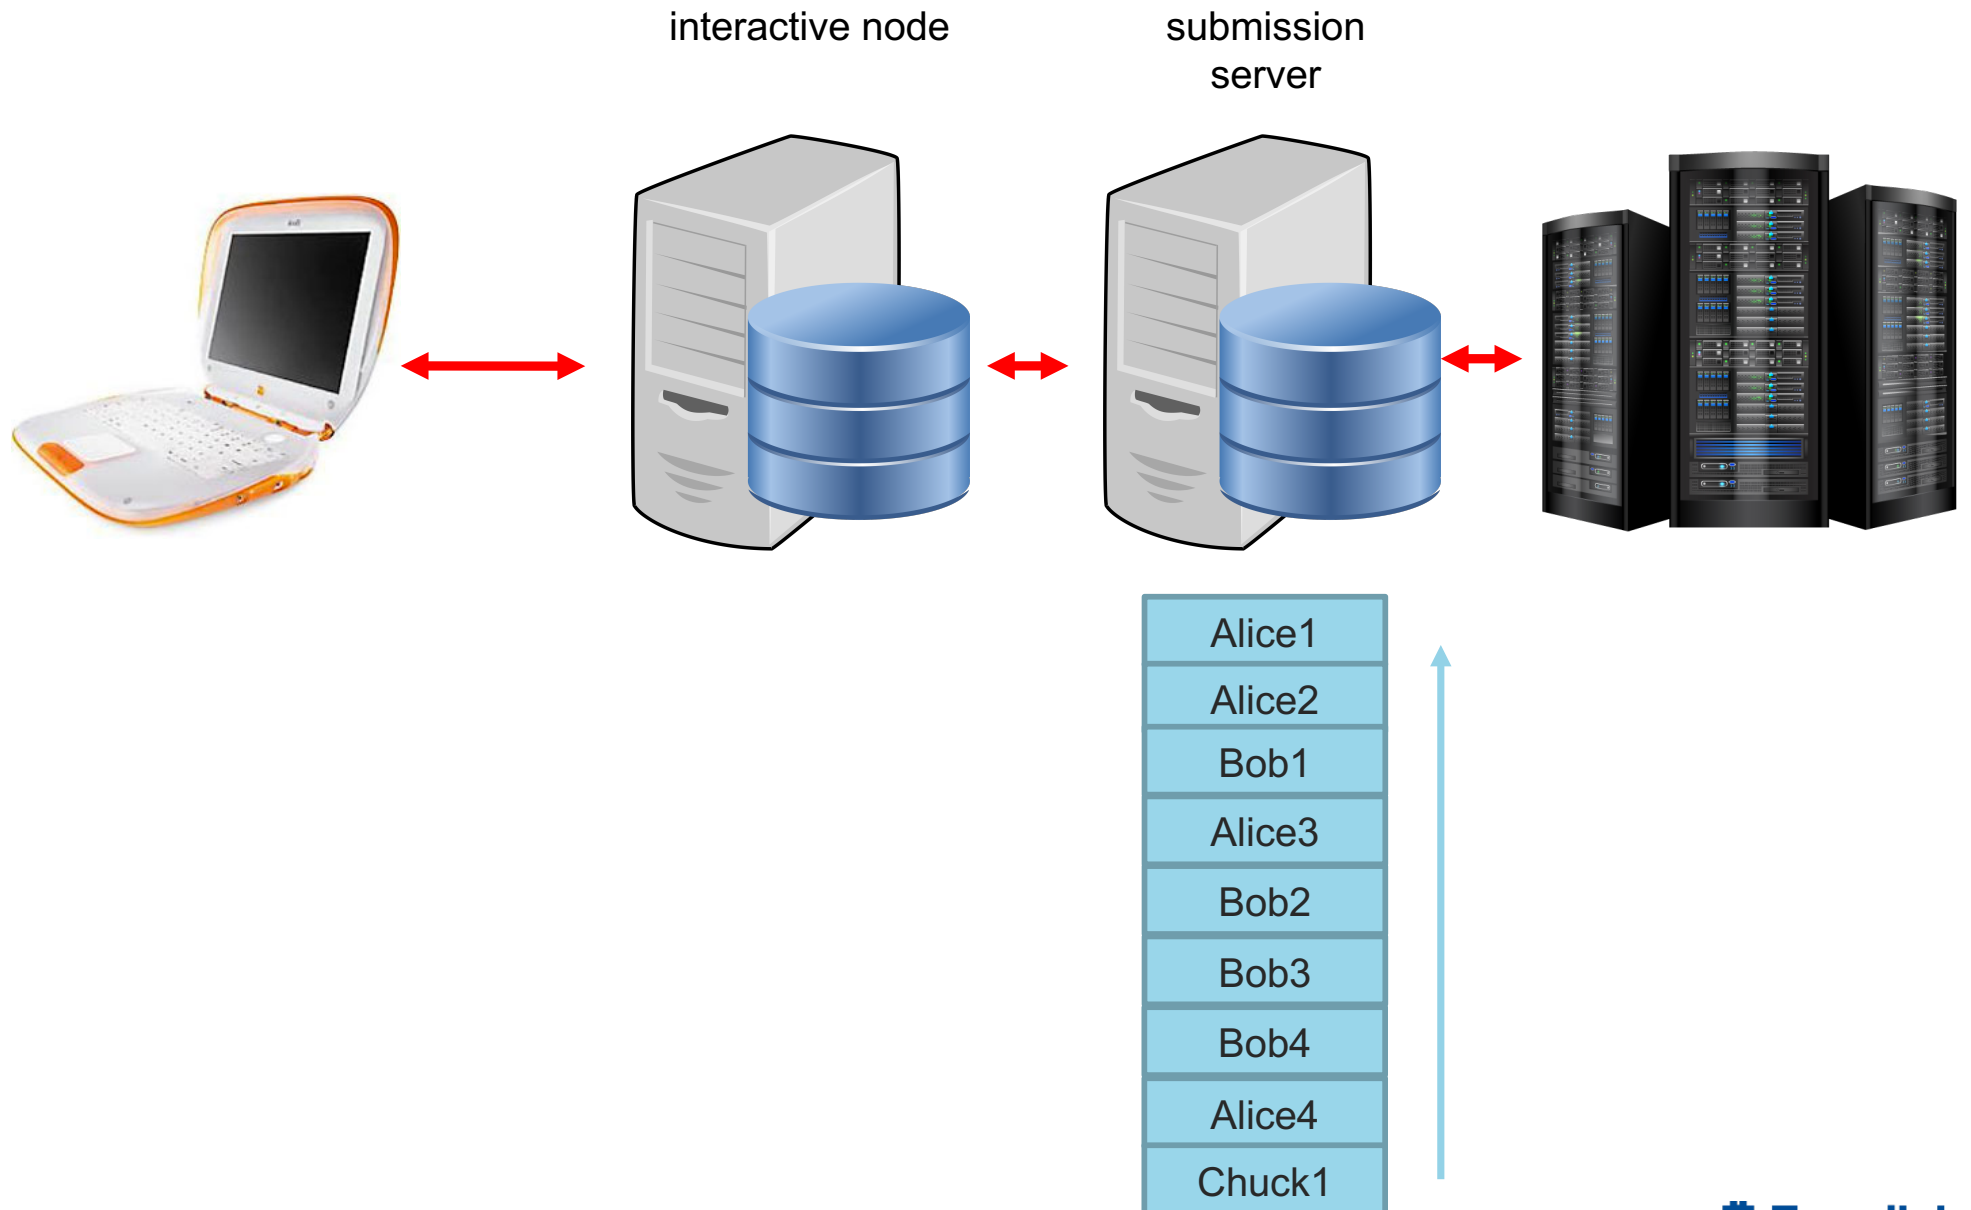 interactive node
submission
server
Alice1
Alice2
Bob1
Alice3
Bob2
Bob3
Bob4
Alice4
Chuck1